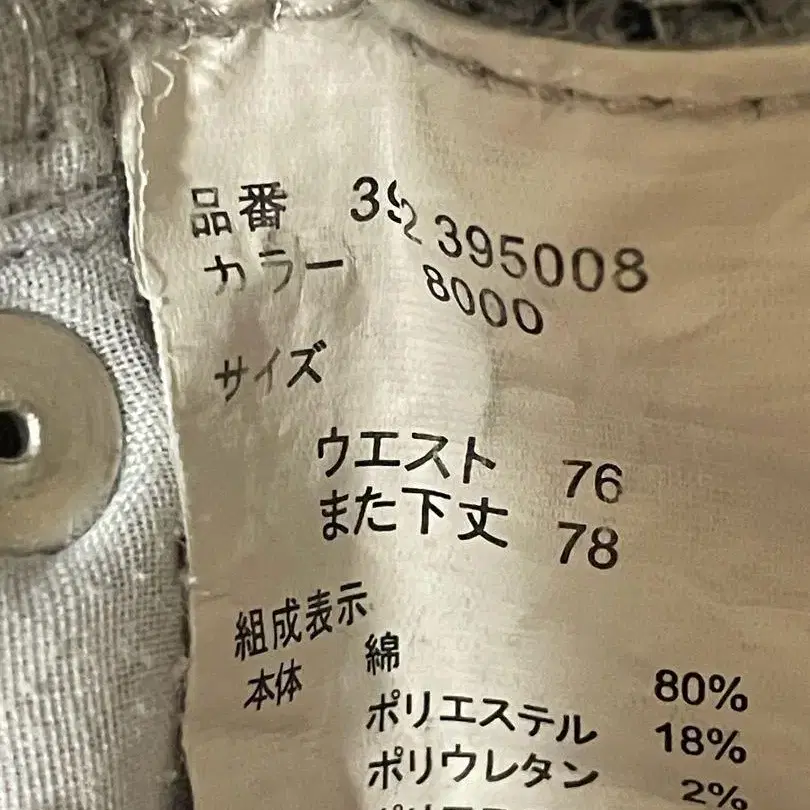 品番 392 395008
カラー 8000
サイズ
ウエスト 76
また下丈 78
組成表示
本体 綿 80%
ポリエステル 18%
ポリウレタン 2%